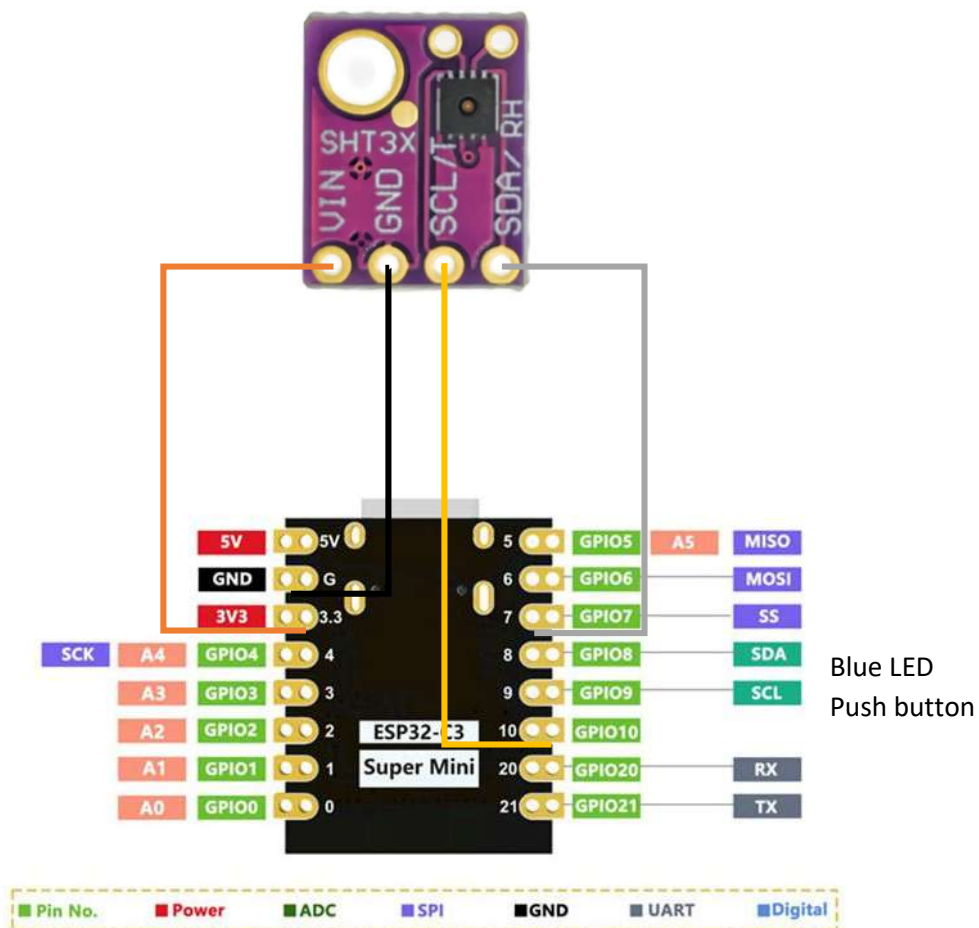 SHT3X
VIN
GND
SCL/T
SDA/ RH
5V 5V 5 GPIO5 A5 MISO
GND G 6 GPIO6 MOSI
3V3 3.3 7 GPIO7 SS
SCK A4 GPIO4 4 8 GPIO8 SDA Blue LED
A3 GPIO3 3 9 GPIO9 SCL Push button
A2 GPIO2 2 ESP32-C3 10 GPIO10
A1 GPIO1 1 Super Mini 20 GPIO20 RX
A0 GPIO0 0 21 GPIO21 TX
Pin No. Power ADC SPI GND UART Digital